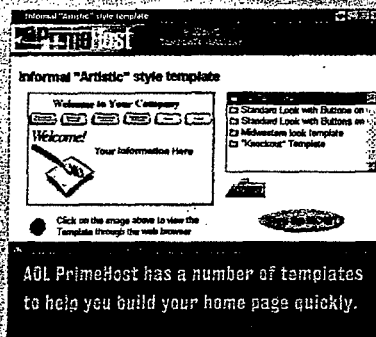 Informal "Artistic" style template
PrimeHost
Informal "Artistic" style template
Welcome to Your Company
Welcome!
Your Information Here
Standard Look with Buttons on
Standard Look with Buttons on
Midwestern look template
"Knockout" Template
Click on the image above to view the
Template through the web browser
AOL PrimeHost has a number of templates
to help you build your home page quickly.